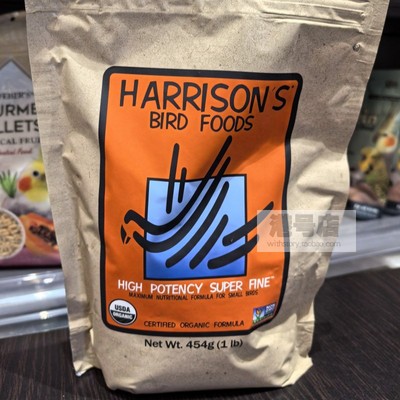 HARRISON'S
BIRD FOODS
HIGH POTENCY SUPER FINE™
MAXIMUM NUTRITIONAL FORMULA FOR SMALL BIRDS
USDA
ORGANIC
CERTIFIED ORGANIC FORMULA
Net Wt. 454g (1 lb)